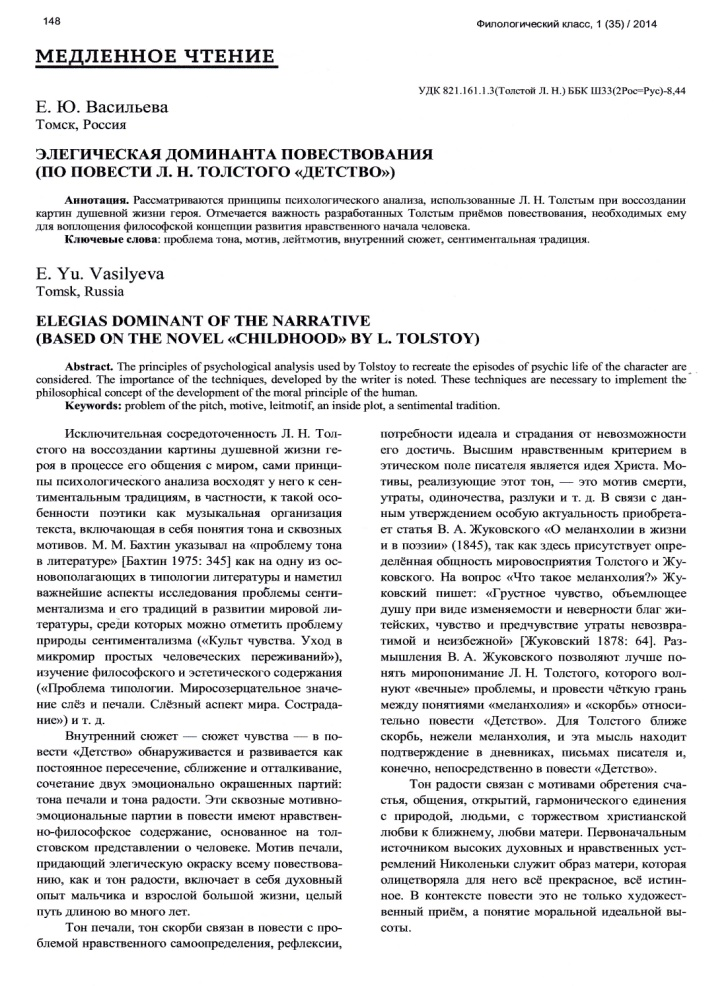 148
Филологический класс, 1 (35) / 2014
МЕДЛЕННОЕ ЧТЕНИЕ
УДК 821.161.1.3(Толстой Л. Н.) ББК Ш33(2Рос=Рус)-8,44
Е. Ю. Васильева
Томск, Россия
ЭЛЕГИЧЕСКАЯ ДОМИНАНТА ПОВЕСТВОВАНИЯ
(ПО ПОВЕСТИ Л. Н. ТОЛСТОГО «ДЕТСТВО»)
Аннотация. Рассматриваются принципы психологического анализа, использованные Л. Н. Толстым при воссоздании
картин душевной жизни героя. Отмечается важность разработанных Толстым приёмов повествования, необходимых ему
для воплощения философской концепции развития нравственного начала человека.
Ключевые слова: проблема тона, мотив, лейтмотив, внутренний сюжет, сентиментальная традиция.
E. Yu. Vasilyeva
Tomsk, Russia
ELEGIAS DOMINANT OF THE NARRATIVE
(BASED ON THE NOVEL «CHILDHOOD» BY L. TOLSTOY)
Abstract. The principles of psychological analysis used by Tolstoy to recreate the episodes of psychic life of the character are
considered. The importance of the techniques, developed by the writer is noted. These techniques are necessary to implement the
philosophical concept of the development of the moral principle of the human.
Keywords: problem of the pitch, motive, leitmotif, an inside plot, a sentimental tradition.
Исключительная сосредоточенность Л. Н. Тол-
стого на воссоздании картины душевной жизни ге-
роя в процессе его общения с миром, сами принци-
пы психологического анализа восходят у него к сен-
тиментальным традициям, в частности, к такой осо-
бенности поэтики как музыкальная организация
текста, включающая в себя понятия тона и сквозных
мотивов. М. М. Бахтин указывал на «проблему тона
в литературе» [Бахтин 1975: 345] как на одну из ос-
новополагающих в типологии литературы и наметил
важнейшие аспекты исследования проблемы сенти-
ментализма и его традиций в развитии мировой ли-
тературы, среди которых можно отметить проблему
природы сентиментализма («Культ чувства. Уход в
микромир простых человеческих переживаний»),
изучение философского и эстетического содержания
(«Проблема типологии. Миросозерцательное значе-
ние слёз и печали. Слёзный аспект мира. Сострада-
ние») и т. д.
Внутренний сюжет — сюжет чувства — в по-
вести «Детство» обнаруживается и развивается как
постоянное пересечение, сближение и отталкивание,
сочетание двух эмоционально окрашенных партий:
тона печали и тона радости. Эти сквозные мотивно-
эмоциональные партии в повести имеют нравствен-
но-философское содержание, основанное на тол-
стовском представлении о человеке. Мотив печали,
придающий элегическую окраску всему повествова-
нию, как и тон радости, включает в себя духовный
опыт мальчика и взрослой большой жизни, целый
путь длиною во много лет.
Тон печали, тон скорби связан в повести с про-
блемой нравственного самоопределения, рефлексии,
потребности идеала и страдания от невозможности
его достичь. Высшим нравственным критерием в
этическом поле писателя является идея Христа. Мо-
тивы, реализующие этот тон, — это мотив смерти,
утраты, одиночества, разлуки и т. д. В связи с дан-
ным утверждением особую актуальность приобрета-
ет статья В. А. Жуковского «О меланхолии в жизни
и в поэзии» (1845), так как здесь присутствует опре-
делённая общность мировосприятия Толстого и Жу-
ковского. На вопрос «Что такое меланхолия?» Жу-
ковский пишет: «Грустное чувство, объемлющее
душу при виде изменяемости и неверности благ жи-
тейских, чувство и предчувствие утраты невозвра-
тимой и неизбежной» [Жуковский 1878: 64]. Раз-
мышления В. А. Жуковского позволяют лучше по-
нять миропонимание Л. Н. Толстого, которого вол-
нуют «вечные» проблемы, и провести чёткую грань
между понятиями «меланхолия» и «скорбь» относи-
тельно повести «Детство». Для Толстого ближе
скорбь, нежели меланхолия, и эта мысль находит
подтверждение в дневниках, письмах писателя и,
конечно, непосредственно в повести «Детство».
Тон радости связан с мотивами обретения сча-
стья, общения, открытий, гармонического единения
с природой, людьми, с торжеством христианской
любви к ближнему, любви матери. Первоначальным
источником высоких духовных и нравственных уст-
ремлений Николеньки служит образ матери, которая
олицетворяла для него всё прекрасное, всё истин-
ное. В контексте повести это не только художест-
венный приём, а понятие моральной идеальной вы-
соты.